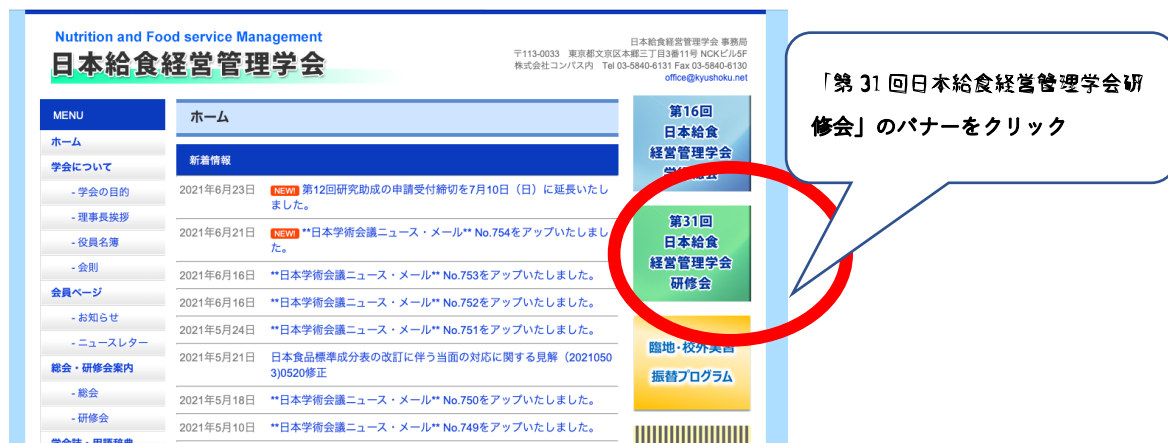 Nutrition and Food service Management
日本給食経営管理学会
日本給食経営管理学会 事務局
〒113-0033 東京都文京区本郷三丁目3番11号 NCKビル5F
株式会社コンパス内 Tel 03-5840-6131 Fax 03-5840-6130
office@kyushoku.net
MENU
ホーム
学会について
- 学会の目的
- 理事長挨拶
- 役員名簿
- 会則
会員ページ
- お知らせ
- ニュースレター
総会・研修会案内
- 総会
- 研修会
学会誌・用語辞典
ホーム
新着情報
2021年6月23日 NEW! 第12回研究助成の申請受付締切を7月10日（日）に延長いたし
ました。
2021年6月21日 NEW! **日本学術会議ニュース・メール** No.754をアップいたしまし
た。
2021年6月16日 **日本学術会議ニュース・メール** No.753をアップいたしました。
2021年6月16日 **日本学術会議ニュース・メール** No.752をアップいたしました。
2021年5月24日 **日本学術会議ニュース・メール** No.751をアップいたしました。
2021年5月21日 日本食品標準成分表の改訂に伴う当面の対応に関する見解（2021050
3)0520修正
2021年5月18日 **日本学術会議ニュース・メール** No.750をアップいたしました。
2021年5月10日 **日本学術会議ニュース・メール** No.749をアップいたしました。
第16回
日本給食
経営管理学会
学術総会
第31回
日本給食
経営管理学会
研修会
臨地・校外実習
振替プログラム
「第 31 回日本給食経営管理学会研
修会」のバナーをクリック